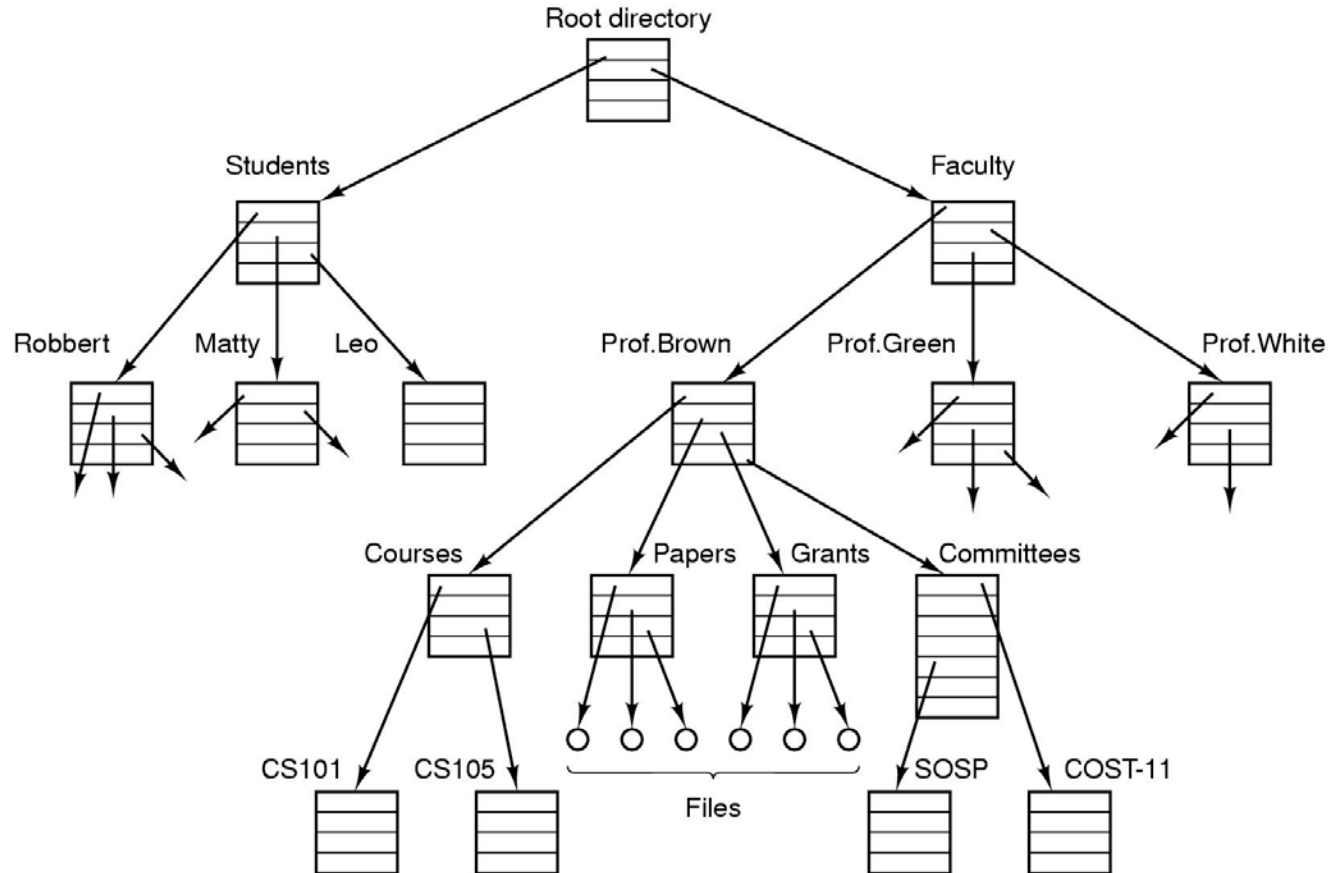 Root directory
Students
Faculty
Robbert
Matty
Leo
Prof.Brown
Prof.Green
Prof.White
Courses
Papers
Grants
Committees
CS101
CS105
SOSP
COST-11
Files